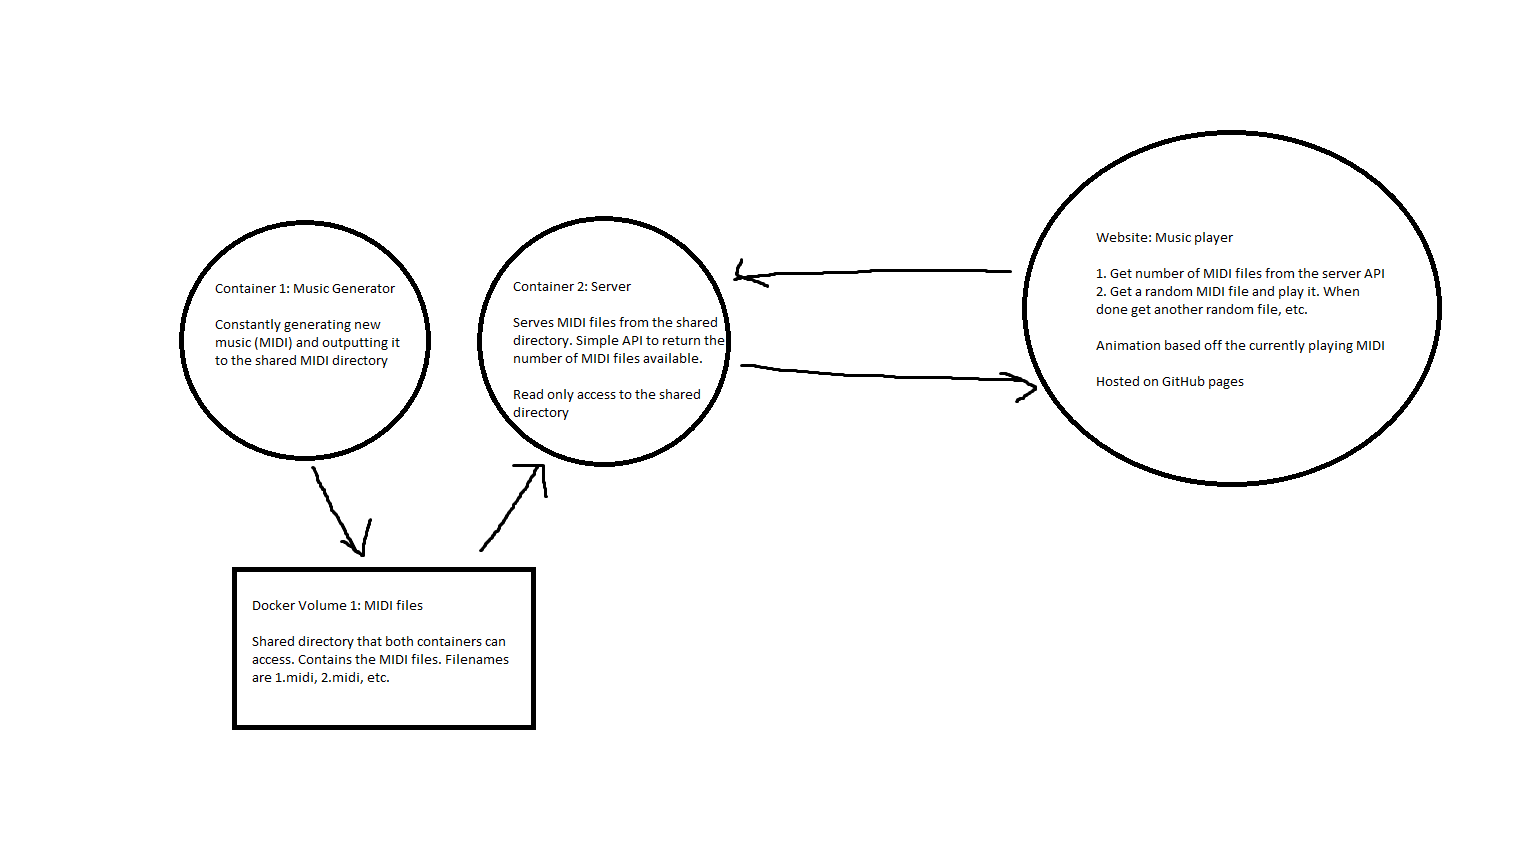 Container 1: Music Generator
Constantly generating new
music (MIDI) and outputting it
to the shared MIDI directory
Container 2: Server
Serves MIDI files from the shared
directory. Simple API to return the
number of MIDI files available.
Read only access to the shared
directory
Website: Music player
1. Get number of MIDI files from the server API
2. Get a random MIDI file and play it. When
done get another random file, etc.
Animation based off the currently playing MIDI
Hosted on GitHub pages
Docker Volume 1: MIDI files
Shared directory that both containers can
access. Contains the MIDI files. Filenames
are 1.midi, 2.midi, etc.